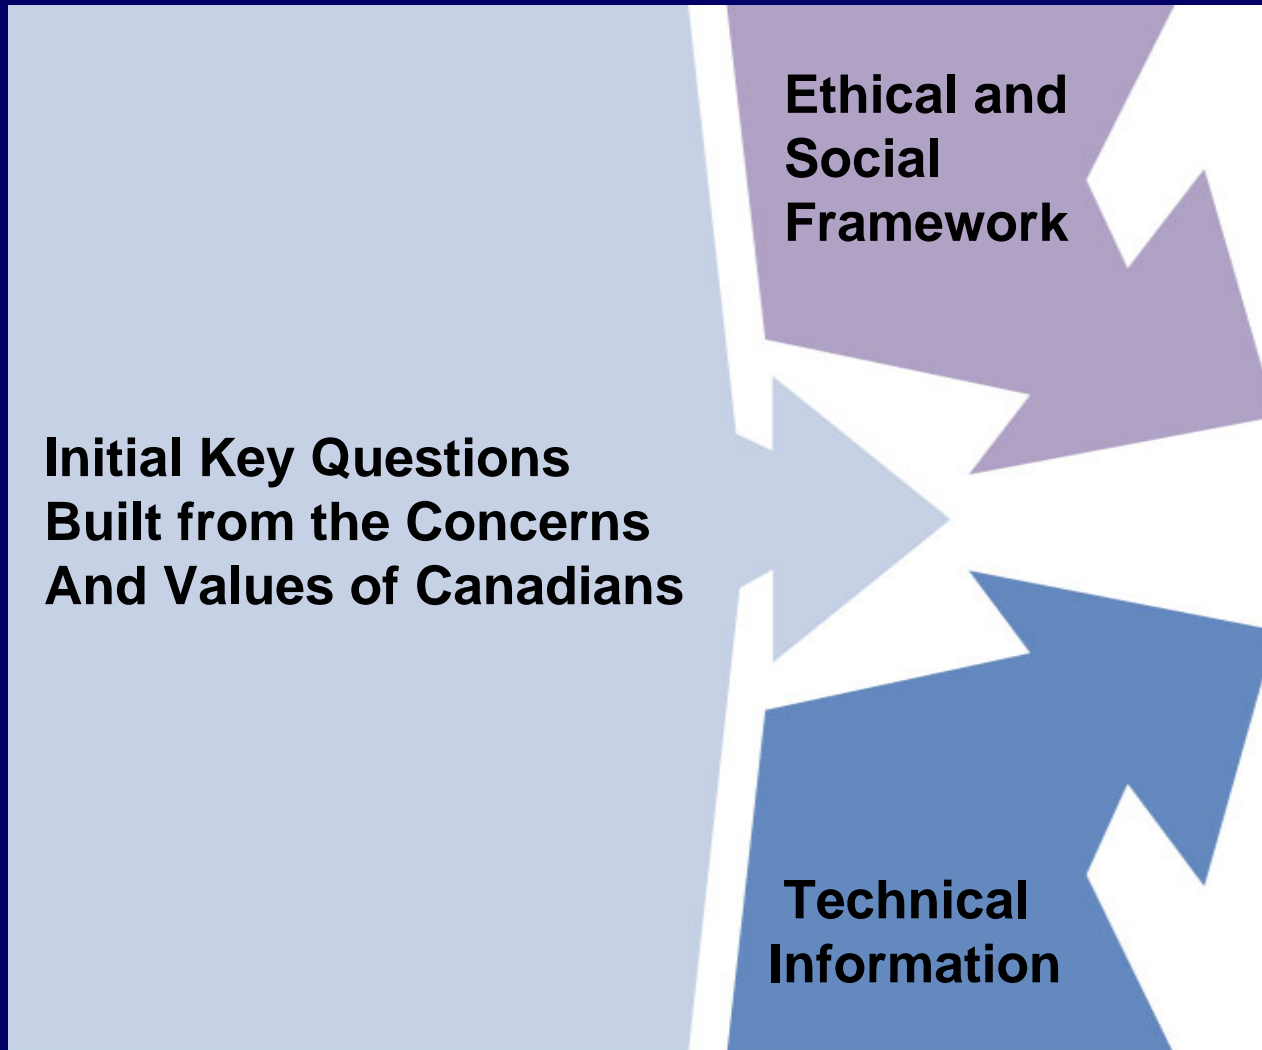 Ethical and
Social
Framework
Initial Key Questions
Built from the Concerns
And Values of Canadians
Technical
Information